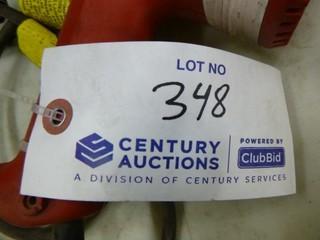 LOT NO
348
CENTURY
AUCTIONS
POWERED BY
ClubBid
A DIVISION OF CENTURY SERVICES